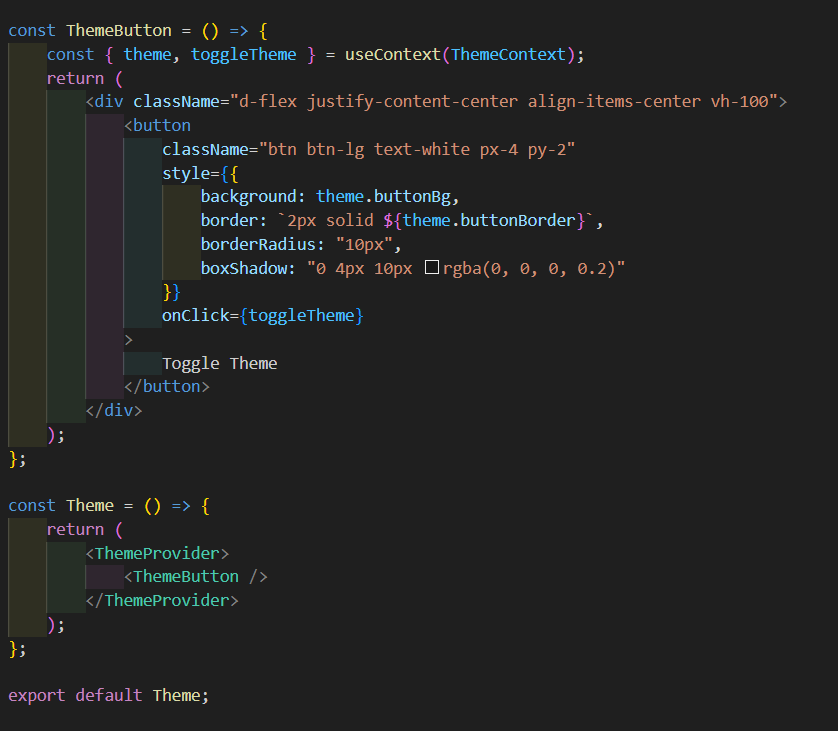 const ThemeButton = () => {
    const { theme, toggleTheme } = useContext(ThemeContext);
    return (
        <div className="d-flex justify-content-center align-items-center vh-100">
            <button
                className="btn btn-lg text-white px-4 py-2"
                style={{
                    background: theme.buttonBg,
                    border: `2px solid ${theme.buttonBorder}`,
                    borderRadius: "10px",
                    boxShadow: "0 4px 10px rgba(0, 0, 0, 0.2)"
                }}
                onClick={toggleTheme}
            >
                Toggle Theme
            </button>
        </div>
    );
};

const Theme = () => {
    return (
        <ThemeProvider>
            <ThemeButton />
        </ThemeProvider>
    );
};

export default Theme;